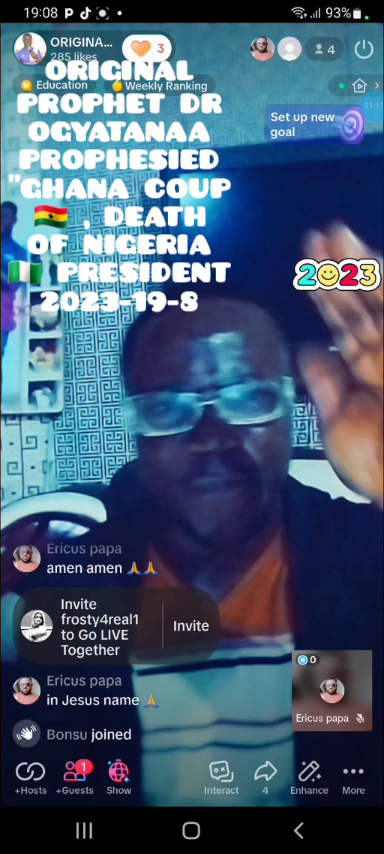 19:08
93%
ORIGINA...
285 likes
3
4
Education
Weekly Ranking
Set up new
goal
ORIGINAL
PROPHET DR
OGYATANAA
PROPHESIED
"GHANA COUP
🇬🇭 , DEATH
OF NIGERIA
🇳🇬 PRESIDENT
2023-19-8
2023
Ericus papa
amen amen 🙏🙏
Invite
frosty4real1
to Go LIVE
Together
Invite
Ericus papa
in Jesus name 🙏
0
Ericus papa
Bonsu joined
1
+Hosts
+Guests
Show
Interact
4
Enhance
More